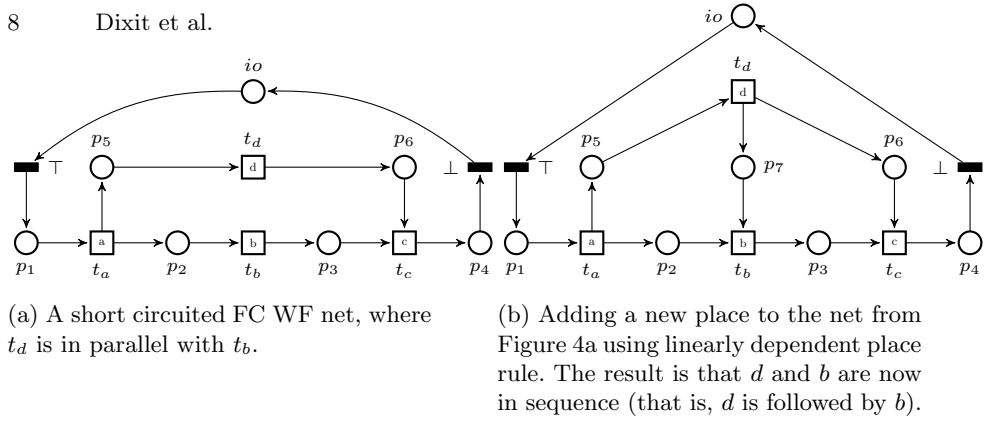 8 Dixit et al.
io
t_d
d
p_5
p_6
⊤
⊥
a
b
c
p_1
t_a
p_2
t_b
p_3
t_c
p_4
(a) A short circuited FC WF net, where
t_d is in parallel with t_b.
io
t_d
d
p_5
p_6
⊤
p_7
⊥
a
b
c
p_1
t_a
p_2
t_b
p_3
t_c
p_4
(b) Adding a new place to the net from
Figure 4a using linearly dependent place
rule. The result is that d and b are now
in sequence (that is, d is followed by b).